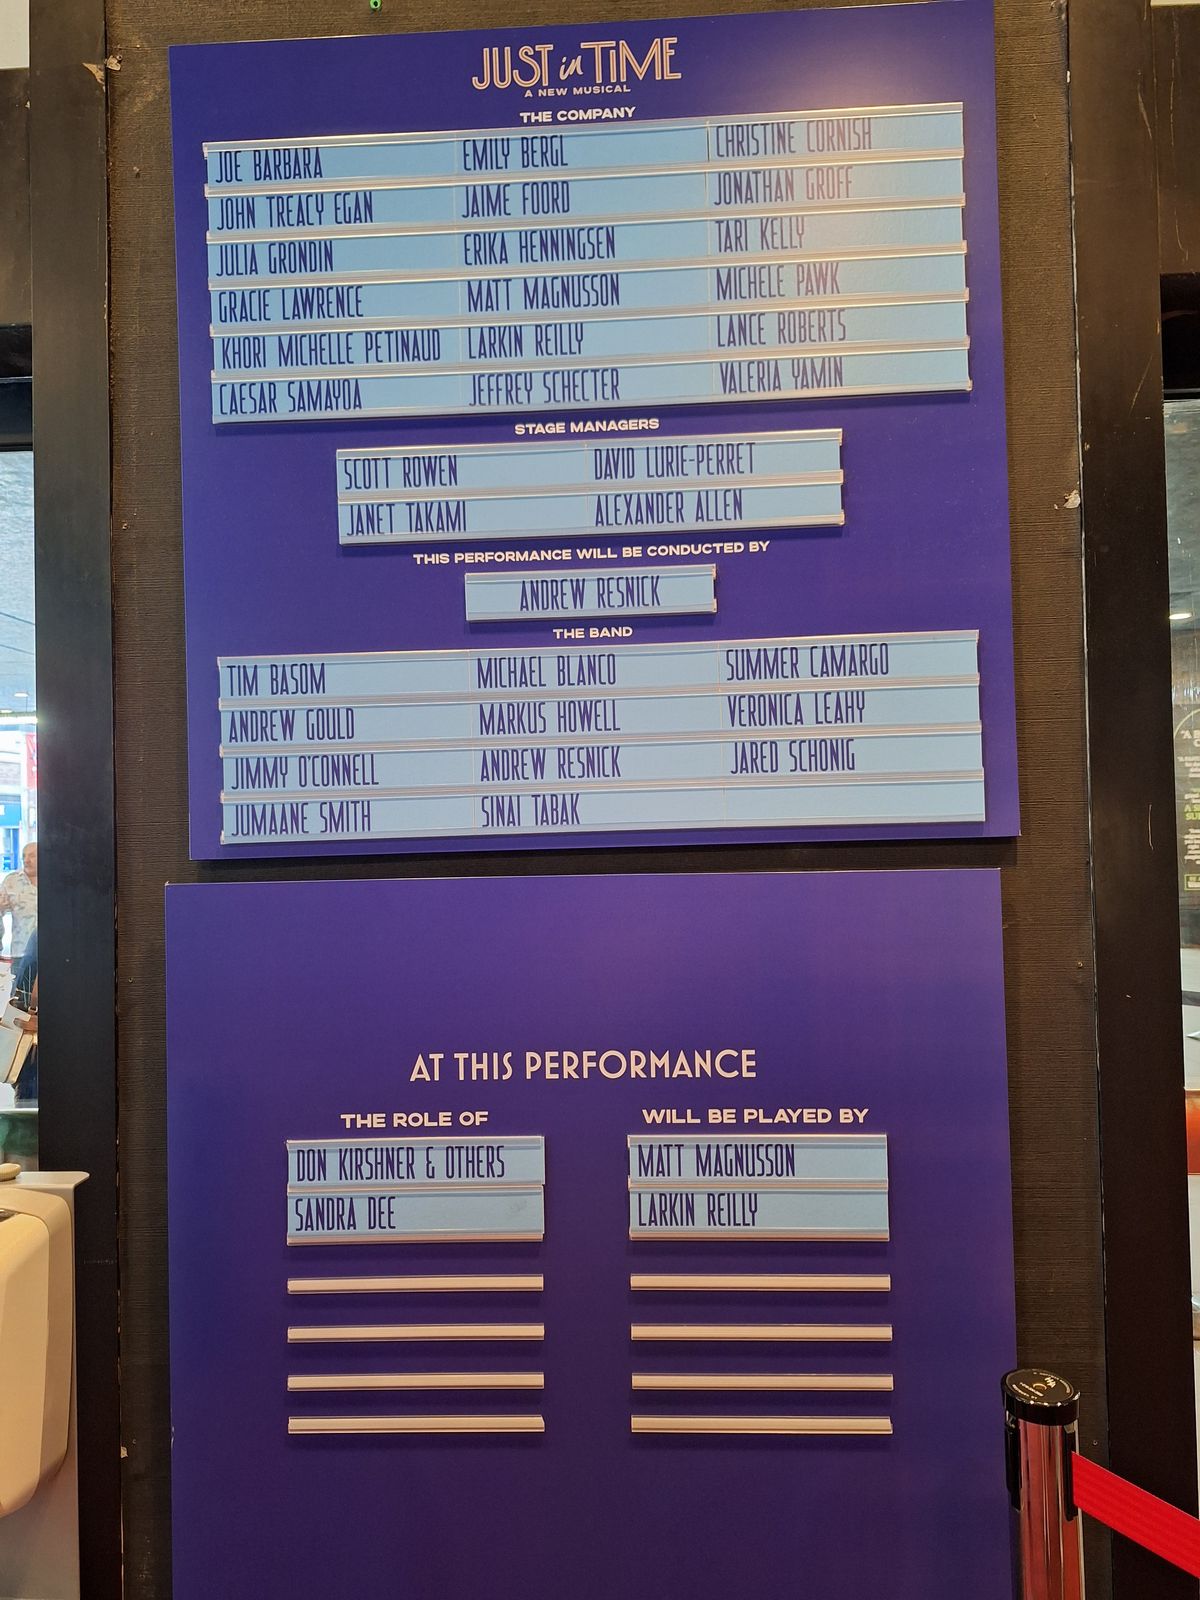 JUST in TIME
A NEW MUSICAL
THE COMPANY
JOE BARBARA EMILY BERGL CHRISTINE CORNISH
JOHN TREACY EGAN JAIME FOORD JONATHAN GROFF
JULIA GRONDIN ERIKA HENNINGSEN TARI KELLY
GRACIE LAWRENCE MATT MAGNUSSON MICHELE PAWK
KHORI MICHELLE PETINAUD LARKIN REILLY LANCE ROBERTS
CAESAR SAMAYOA JEFFREY SCHECTER VALERIA YAMIN
STAGE MANAGERS
SCOTT ROWEN DAVID LURIE-PERRET
JANET TAKAMI ALEXANDER ALLEN
THIS PERFORMANCE WILL BE CONDUCTED BY
ANDREW RESNICK
THE BAND
TIM BASOM MICHAEL BLANCO SUMMER CAMARGO
ANDREW GOULD MARKUS HOWELL VERONICA LEAHY
JIMMY O'CONNELL ANDREW RESNICK JARED SCHONIG
JUMAANE SMITH SINAI TABAK
AT THIS PERFORMANCE
THE ROLE OF WILL BE PLAYED BY
DON KIRSHNER & OTHERS MATT MAGNUSSON
SANDRA DEE LARKIN REILLY